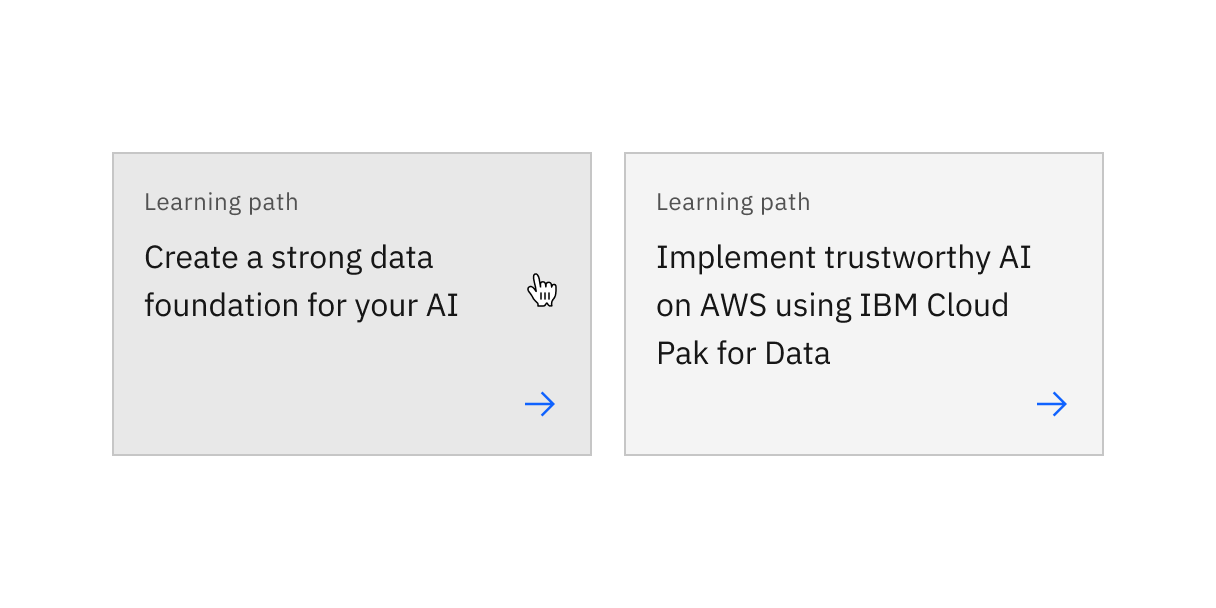 Learning path
Create a strong data
foundation for your AI
Learning path
Implement trustworthy AI
on AWS using IBM Cloud
Pak for Data